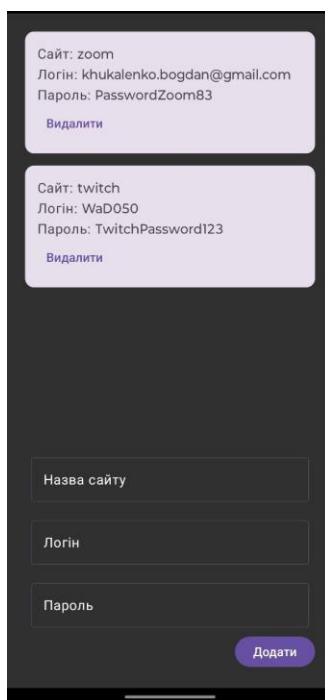 Сайт: zoom
Логін: khukalenko.bogdan@gmail.com
Пароль: PasswordZoom83
Видалити
Сайт: twitch
Логін: WaD050
Пароль: TwitchPassword123
Видалити
Назва сайту
Логін
Пароль
Додати